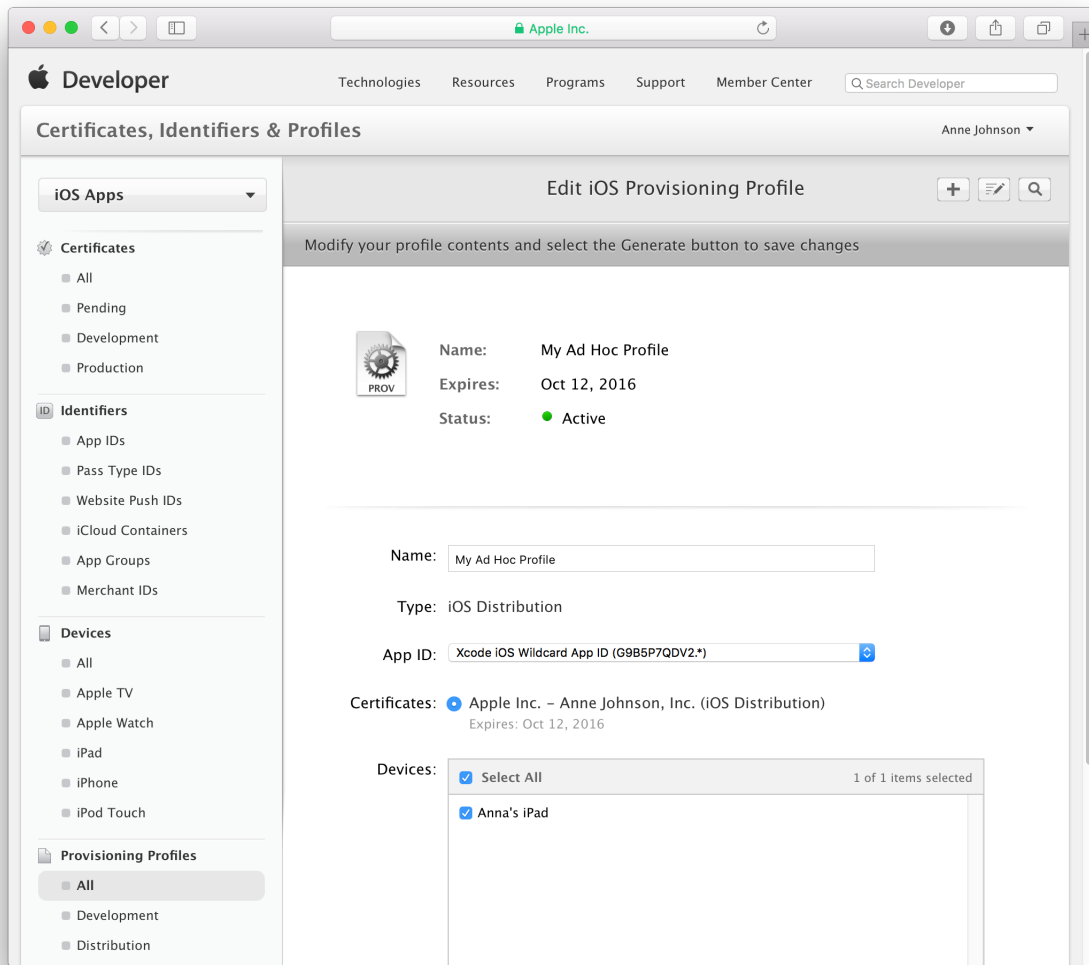 Apple Inc.
Developer
Technologies Resources Programs Support Member Center Search Developer
Certificates, Identifiers & Profiles
Anne Johnson
iOS Apps
Certificates
All
Pending
Development
Production
ID Identifiers
App IDs
Pass Type IDs
Website Push IDs
iCloud Containers
App Groups
Merchant IDs
Devices
All
Apple TV
Apple Watch
iPad
iPhone
iPod Touch
Provisioning Profiles
All
Development
Distribution
Edit iOS Provisioning Profile
Modify your profile contents and select the Generate button to save changes
PROV
Name: My Ad Hoc Profile
Expires: Oct 12, 2016
Status: Active
Name: My Ad Hoc Profile
Type: iOS Distribution
App ID: Xcode iOS Wildcard App ID (G9B5P7QDV2.*)
Certificates: Apple Inc. – Anne Johnson, Inc. (iOS Distribution)
Expires: Oct 12, 2016
Devices: Select All 1 of 1 items selected
Anna's iPad